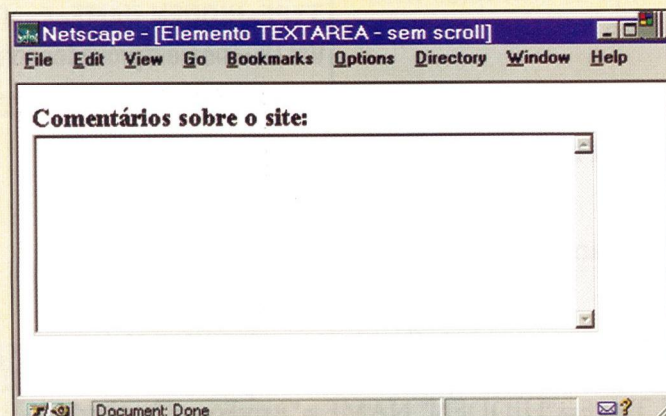 Netscape - [Elemento TEXTAREA - sem scroll]
File Edit View Go Bookmarks Options Directory Window Help
Comentários sobre o site:
Document: Done